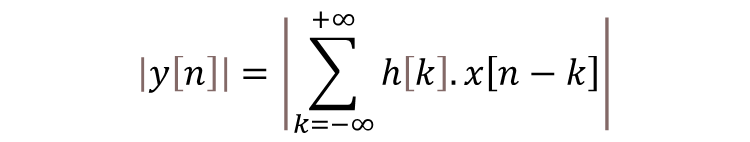 |y[n]| = |∑_{k=−∞}^{+∞} h[k].x[n − k]|